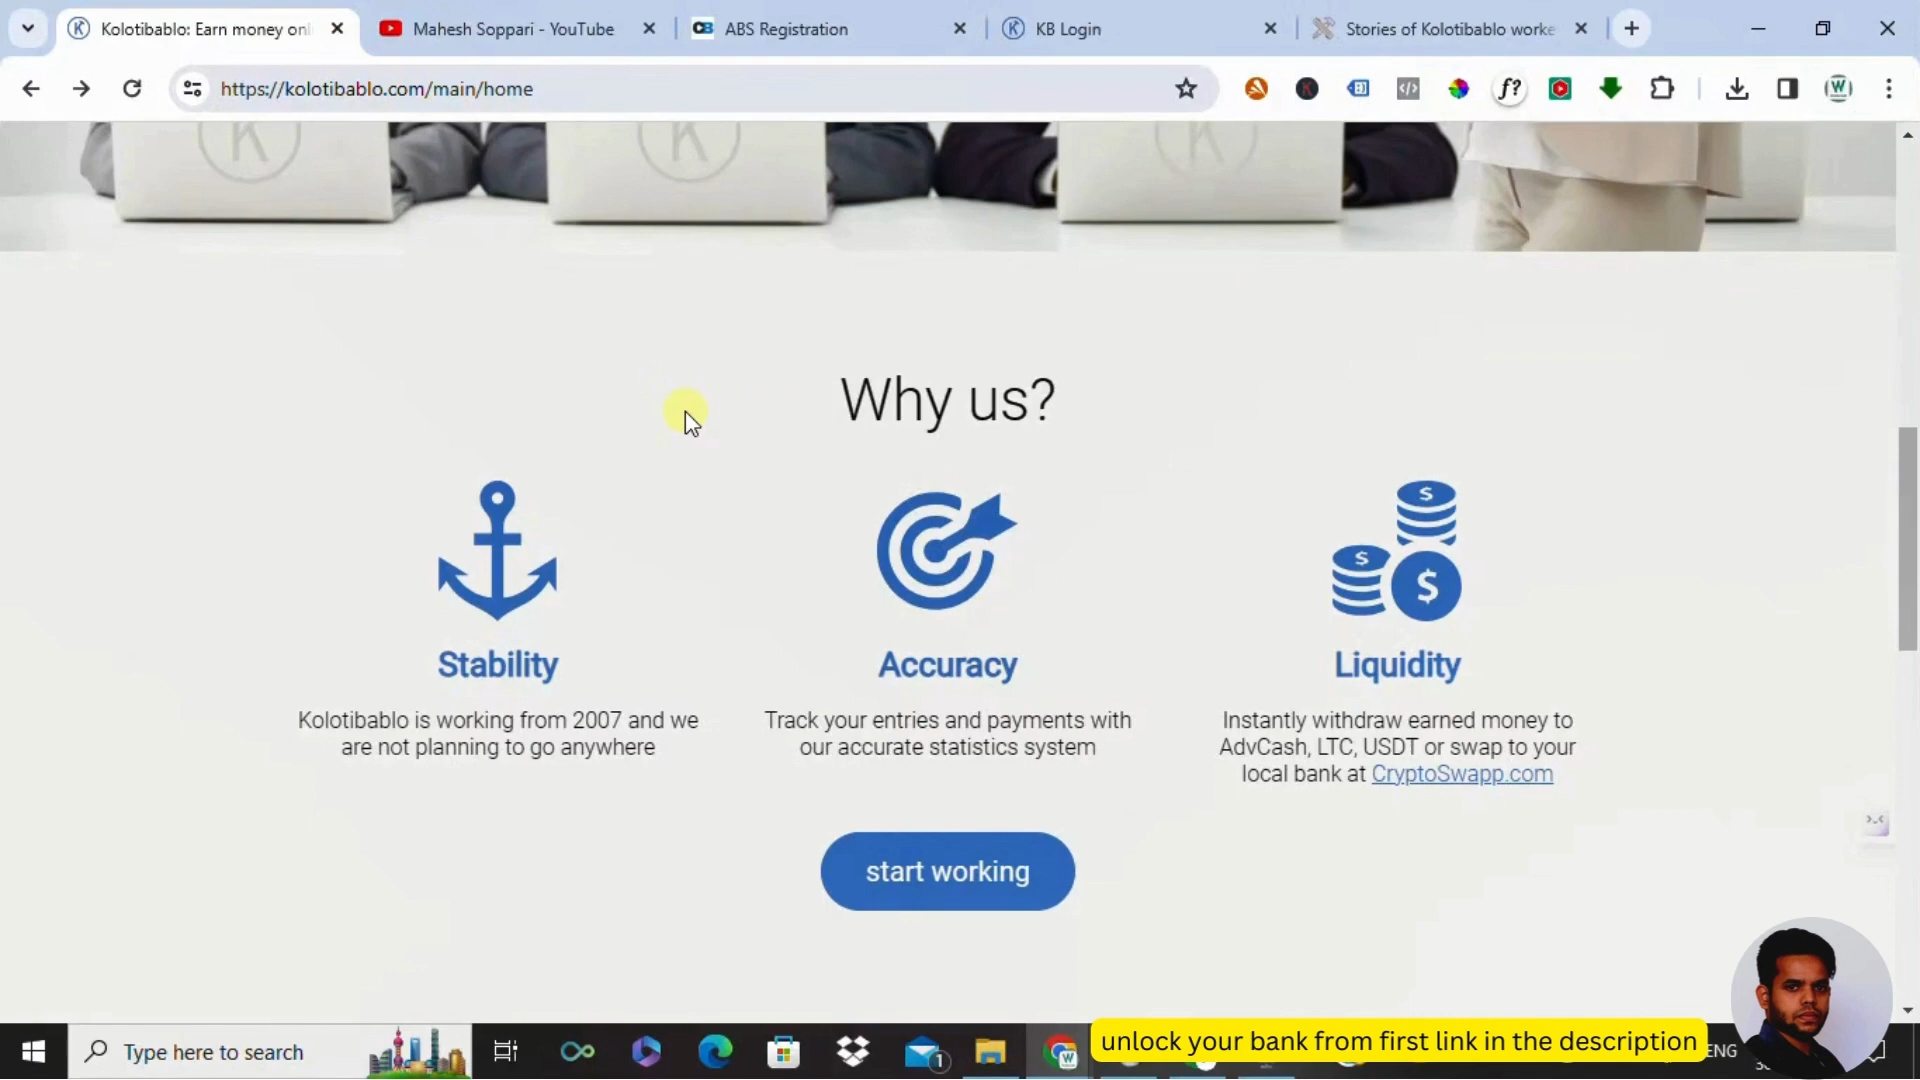 Kolotibablo: Earn money onl
Mahesh Soppari - YouTube
ABS Registration
KB Login
Stories of Kolotibablo worke
https://kolotibablo.com/main/home
Why us?
Stability
Kolotibablo is working from 2007 and we
are not planning to go anywhere
Accuracy
Track your entries and payments with
our accurate statistics system
Liquidity
Instantly withdraw earned money to
AdvCash, LTC, USDT or swap to your
local bank at CryptoSwapp.com
start working
Type here to search
1
unlock your bank from first link in the description
ENG